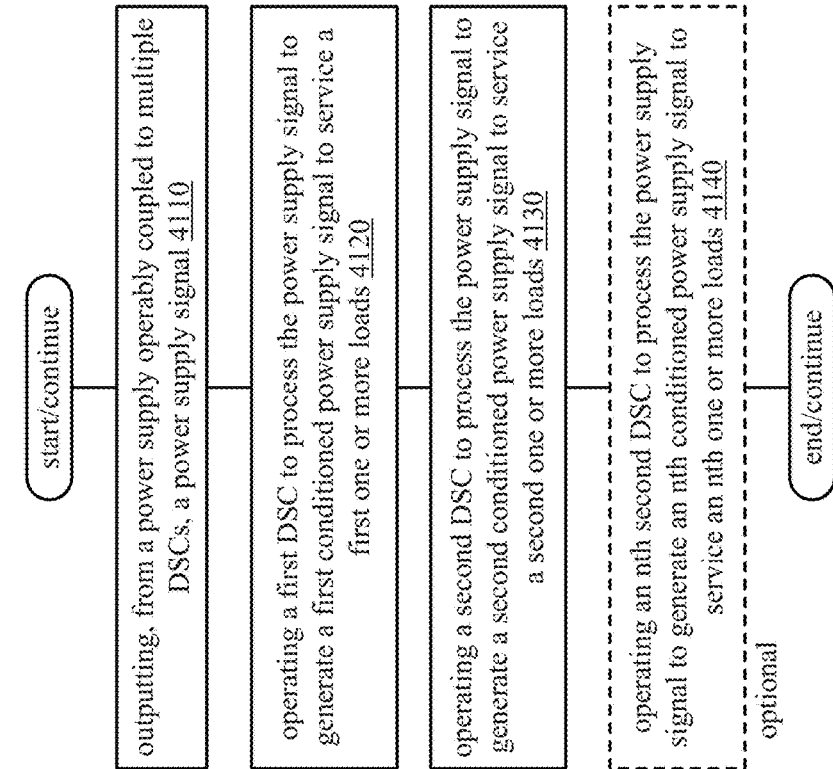 start/continue
outputting, from a power supply operably coupled to multiple
DSCs, a power supply signal 4110
operating a first DSC to process the power supply signal to
generate a first conditioned power supply signal to service a
first one or more loads 4120
operating a second DSC to process the power supply signal to
generate a second conditioned power supply signal to service
a second one or more loads 4130
operating an nth second DSC to process the power supply
signal to generate an nth conditioned power supply signal to
service an nth one or more loads 4140
optional
end/continue